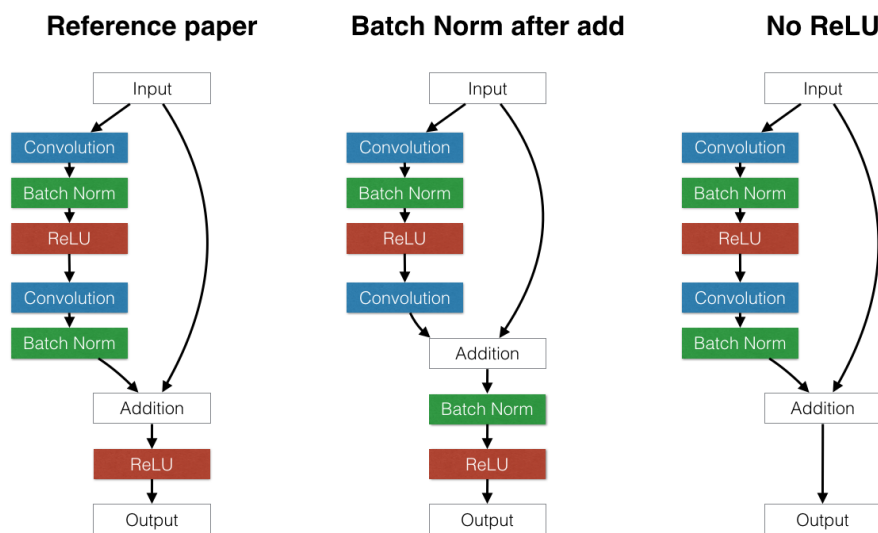 Reference paper
Input
Convolution
Batch Norm
ReLU
Convolution
Batch Norm
Addition
ReLU
Output
Batch Norm after add
Input
Convolution
Batch Norm
ReLU
Convolution
Addition
Batch Norm
ReLU
Output
No ReLU
Input
Convolution
Batch Norm
ReLU
Convolution
Batch Norm
Addition
Output